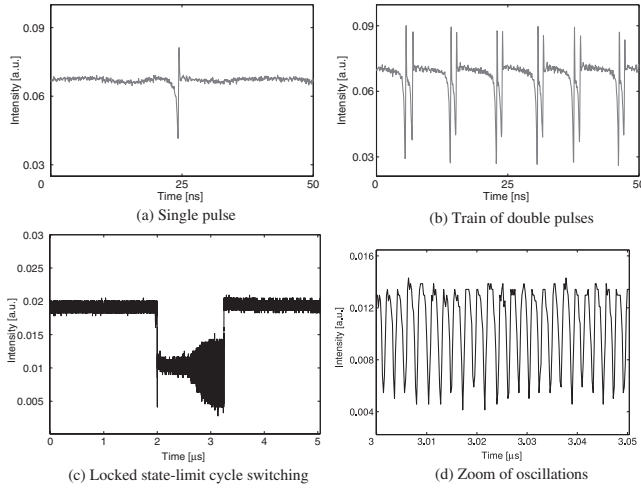 0.09
0.06
0.03
Intensity [a.u.]
0
25
50
Time [ns]
(a) Single pulse
0.09
0.06
0.03
Intensity [a.u.]
0
25
50
Time [ns]
(b) Train of double pulses
0.03
0.025
0.02
0.015
0.01
0.005
0
Intensity [a.u.]
0
1
2
3
4
5
Time [µs]
(c) Locked state-limit cycle switching
0.016
0.012
0.008
0.004
Intensity [a.u.]
3
3.01
3.02
3.03
3.04
3.05
Time [µs]
(d) Zoom of oscillations